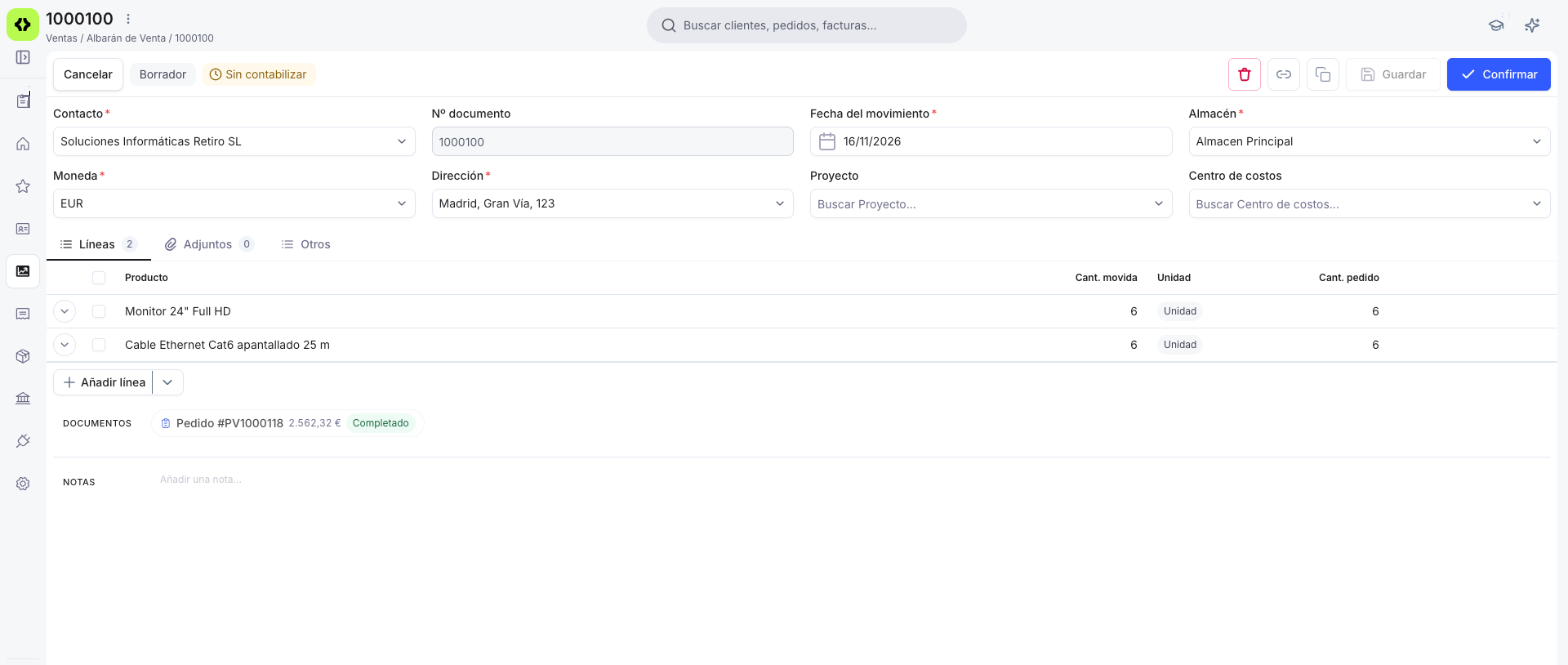 1000100
Ventas / Albarán de Venta / 1000100
Buscar clientes, pedidos, facturas...
Cancelar Borrador Sin contabilizar Guardar Confirmar
Contacto* Nº documento Fecha del movimiento* Almacén*
Soluciones Informáticas Retiro SL 1000100 16/11/2026 Almacen Principal
Moneda* Dirección* Proyecto Centro de costos
EUR Madrid, Gran Vía, 123 Buscar Proyecto... Buscar Centro de costos...
Líneas 2 Adjuntos 0 Otros
Producto Cant. movida Unidad Cant. pedido
Monitor 24" Full HD 6 Unidad 6
Cable Ethernet Cat6 apantallado 25 m 6 Unidad 6
Añadir línea
DOCUMENTOS Pedido #PV1000118 2.562,32 € Completado
NOTAS Añadir una nota...